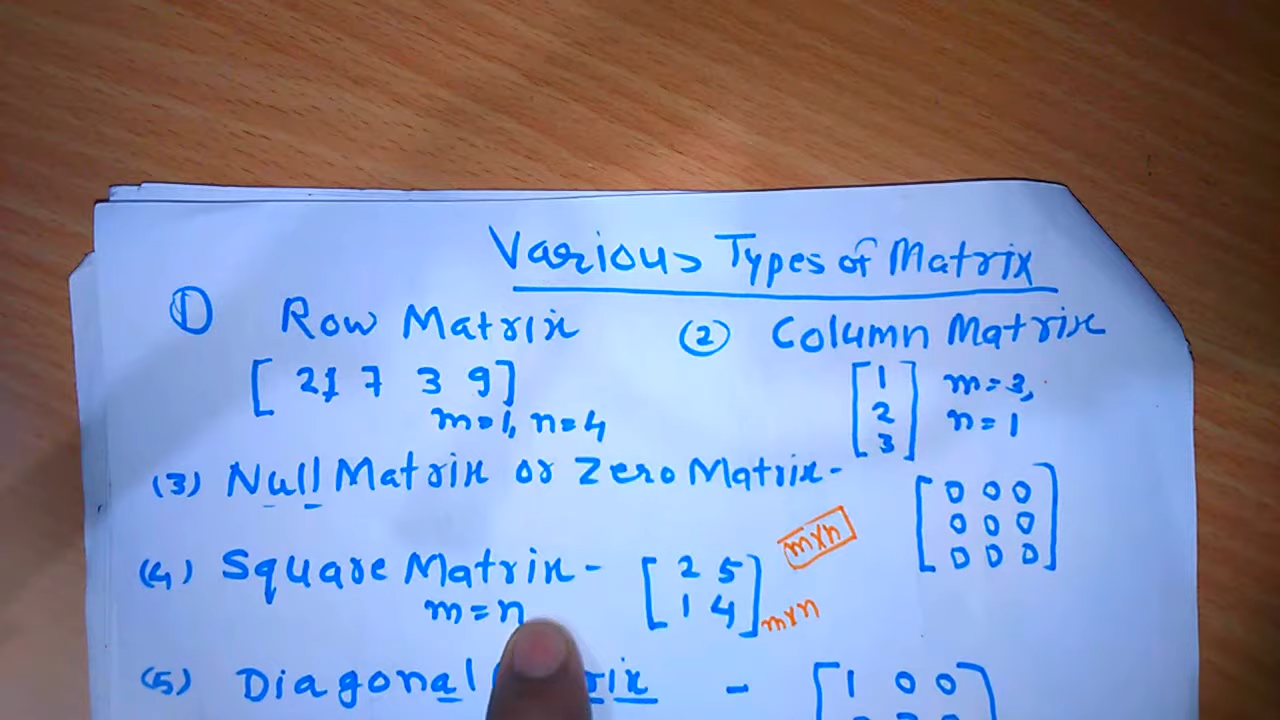 Various Types of Matrix
① Row Matrix
[ 21 7 3 9 ]
m=1, n=4
(2) Column Matrix
[ 1
2
3 ]
m=3,
n=1
(3) Null Matrix or Zero Matrix -
[ 0 0 0
0 0 0
0 0 0 ]
(4) Square Matrix -
m=n
[ 2 5
1 4 ] m×n
m×n
(5) Diagonal -
[ 1 0 0 ]